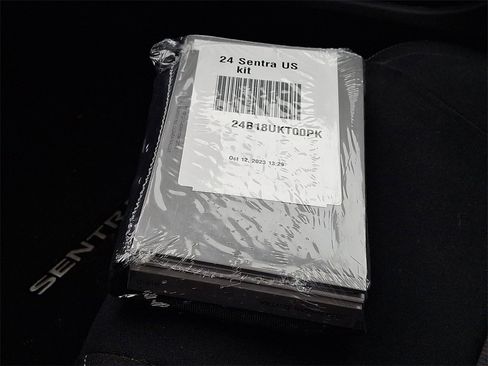 24 Sentra US
kit
24B18UKT00PK
Oct 12, 2023 13:29
SENTRA